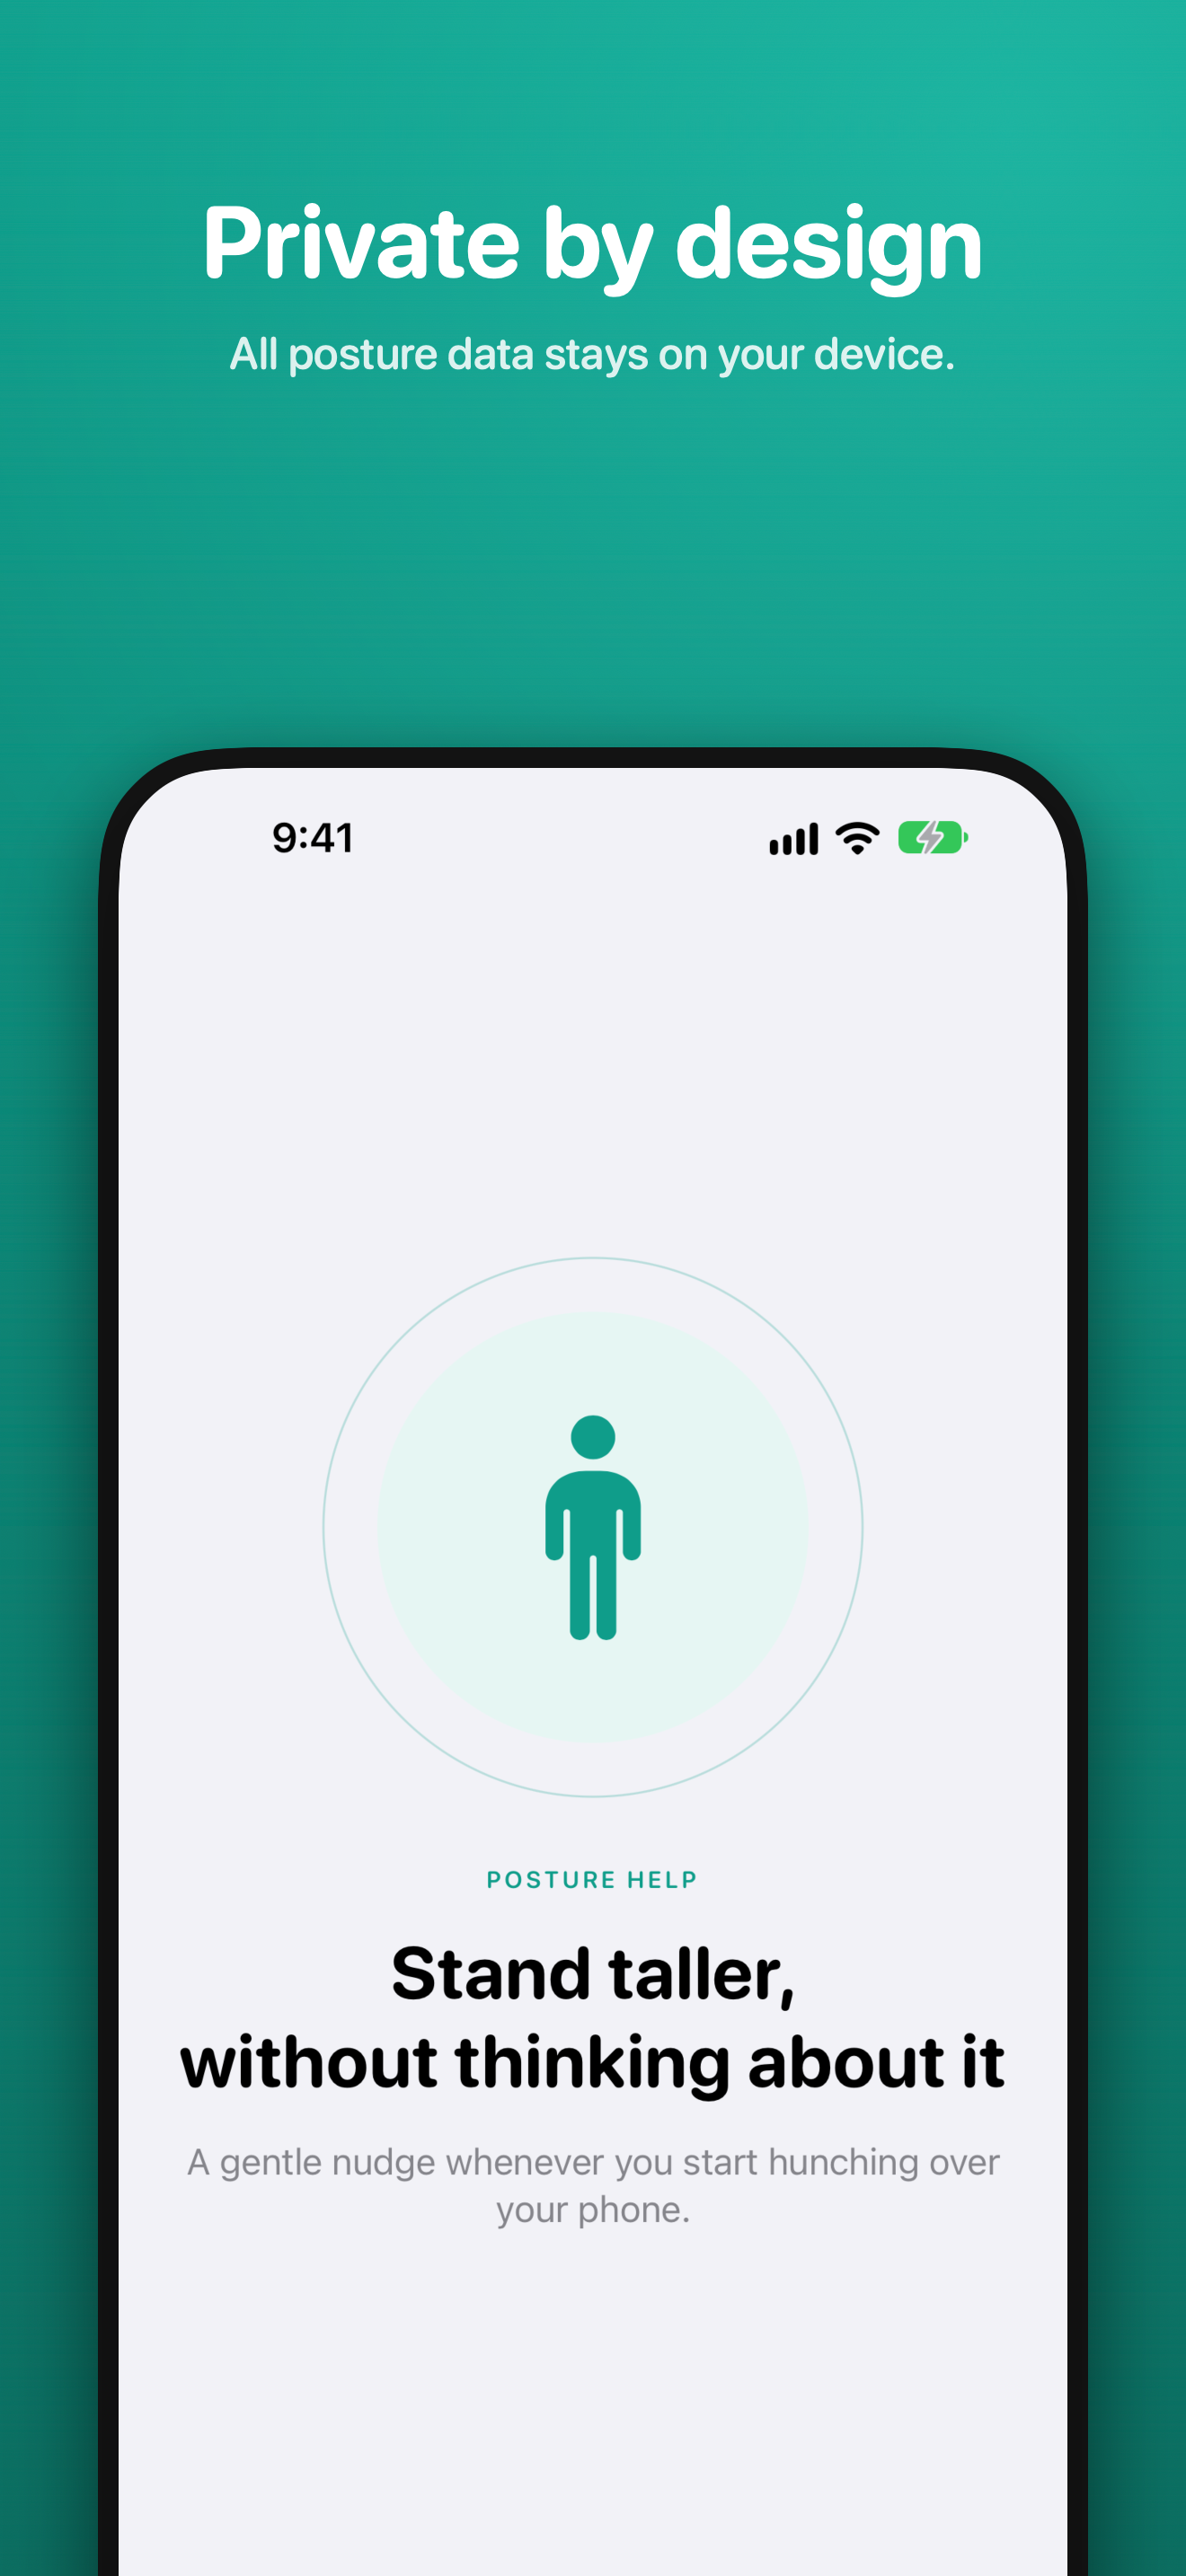 Private by design
All posture data stays on your device.
9:41
POSTURE HELP
Stand taller,
without thinking about it
A gentle nudge whenever you start hunching over
your phone.